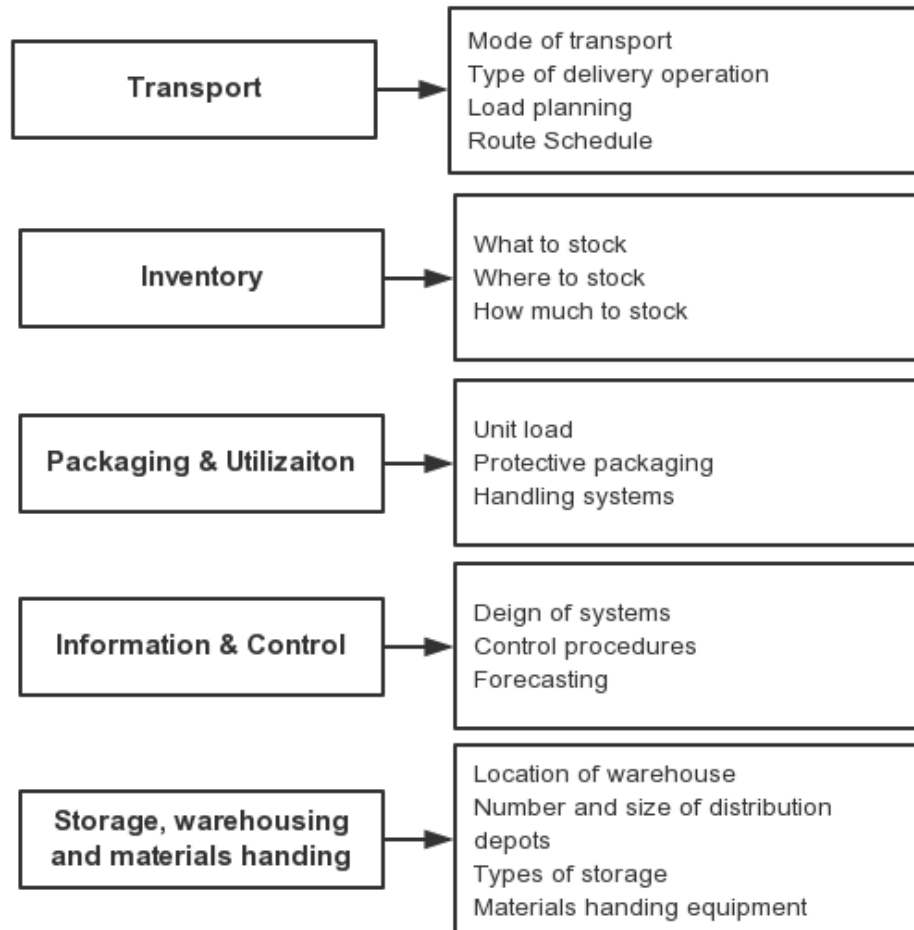 Transport
Mode of transport
Type of delivery operation
Load planning
Route Schedule
Inventory
What to stock
Where to stock
How much to stock
Packaging & Utilizaiton
Unit load
Protective packaging
Handling systems
Information & Control
Deign of systems
Control procedures
Forecasting
Storage, warehousing
and materials handing
Location of warehouse
Number and size of distribution
depots
Types of storage
Materials handing equipment